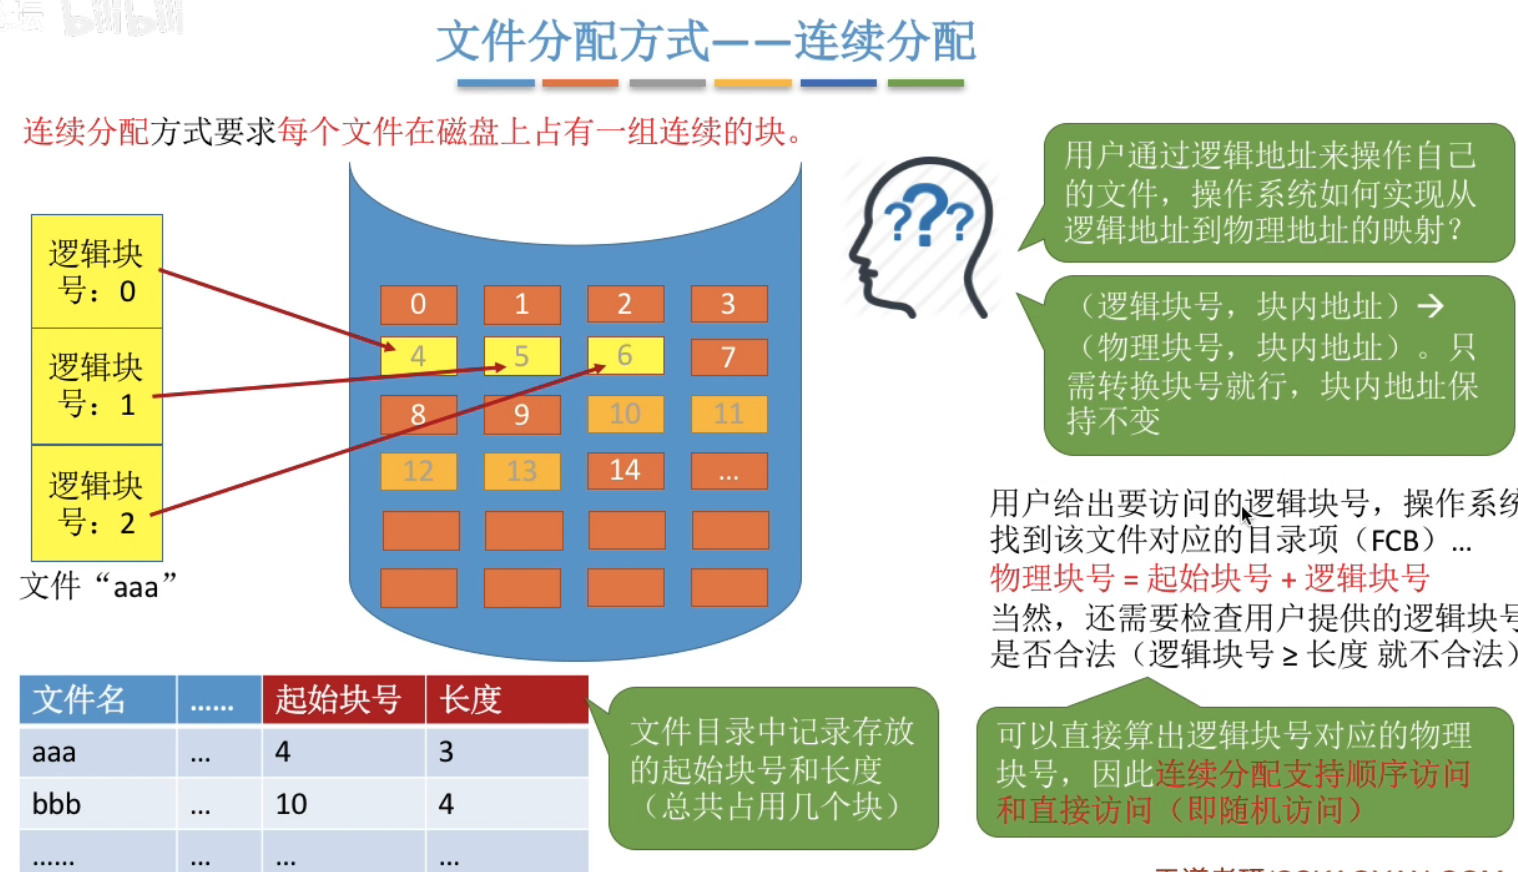 bilibili
文件分配方式——连续分配
连续分配方式要求每个文件在磁盘上占有一组连续的块。
用户通过逻辑地址来操作自己
的文件，操作系统如何实现从
逻辑地址到物理地址的映射？
（逻辑块号，块内地址）→
（物理块号，块内地址）。只
需转换块号就行，块内地址保
持不变
逻辑块
号：0
逻辑块
号：1
逻辑块
号：2
文件“aaa”
???
0 1 2 3
4 5 6 7
8 9 10 11
12 13 14 ...
用户给出要访问的逻辑块号，操作系统
找到该文件对应的目录项（FCB）...
物理块号 = 起始块号 + 逻辑块号
当然，还需要检查用户提供的逻辑块号
是否合法（逻辑块号 ≥ 长度 就不合法）
可以直接算出逻辑块号对应的物理
块号，因此连续分配支持顺序访问
和直接访问（即随机访问）
文件名 …… 起始块号 长度
aaa … 4 3
bbb … 10 4
…… … … …
文件目录中记录存放
的起始块号和长度
（总共占用几个块）